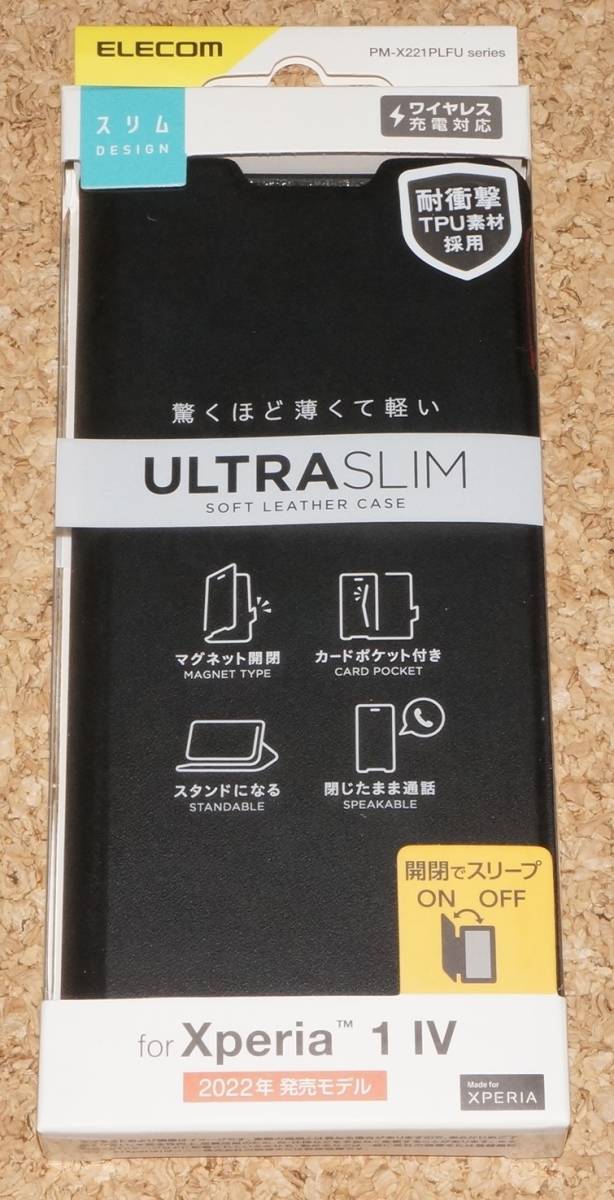 ELECOM
PM-X221PLFU series
スリム
DESIGN
ワイヤレス
充電対応
耐衝撃
TPU素材
採用
驚くほど薄くて軽い
ULTRASLIM
SOFT LEATHER CASE
マグネット開閉
MAGNET TYPE
カードポケット付き
CARD POCKET
スタンドになる
STANDABLE
閉じたまま通話
SPEAKABLE
開閉でスリープ
ON OFF
for Xperia™ 1 IV
2022年 発売モデル
Made for
XPERIA